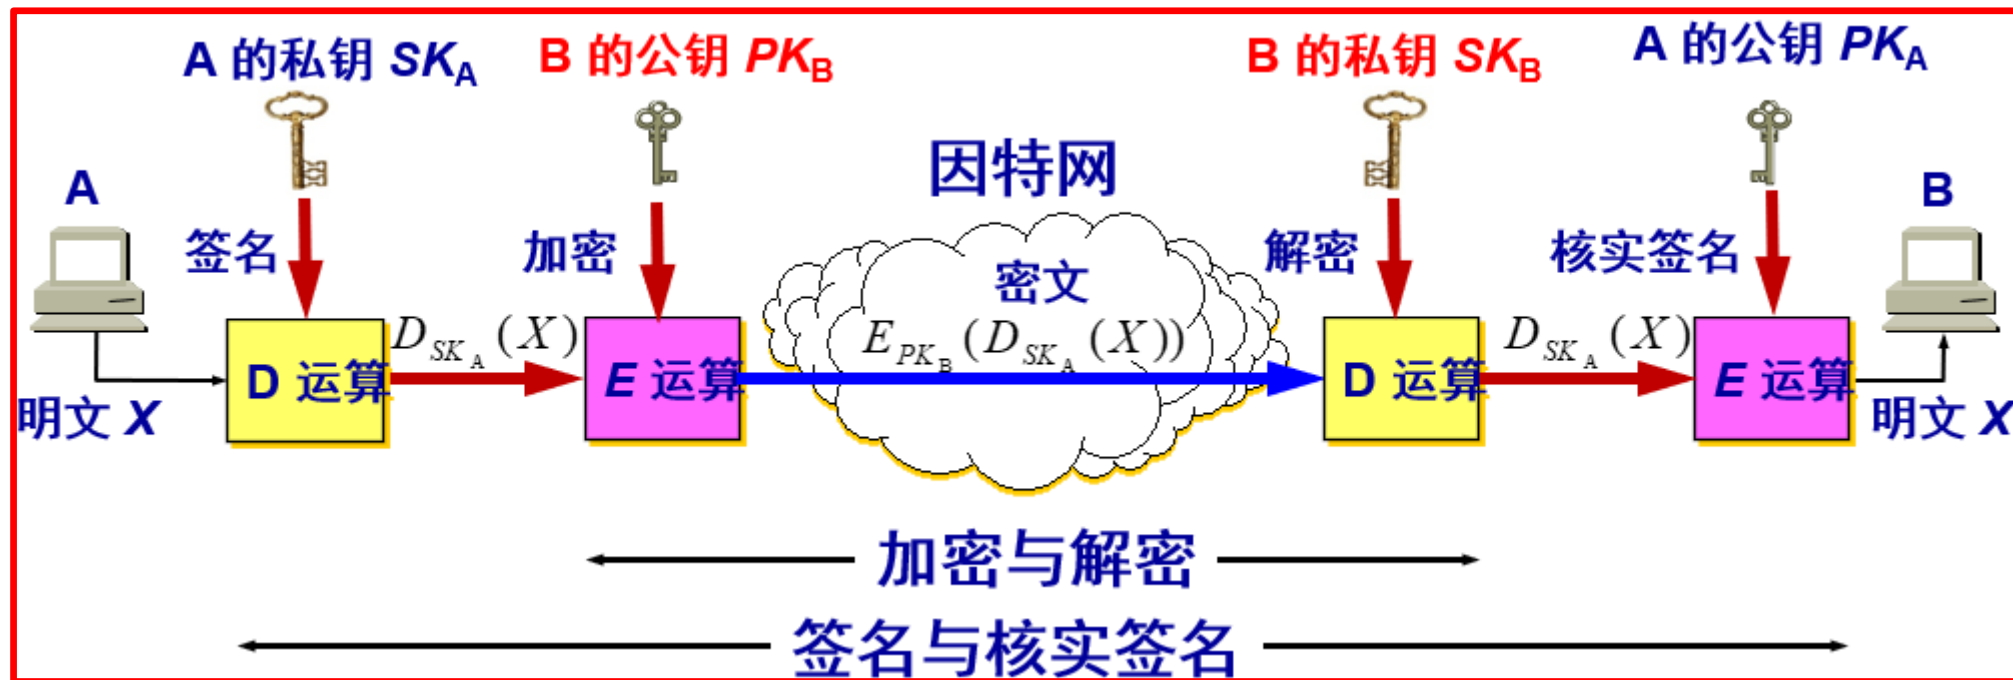 A 的私钥 SKA
B 的公钥 PKB
B 的私钥 SKB
A 的公钥 PKA
因特网
A
B
签名
加密
密文
解密
核实签名
D 运算
DSKA(X)
E 运算
EPKB(DSKA(X))
D 运算
DSKA(X)
E 运算
明文 X
明文 X
加密与解密
签名与核实签名